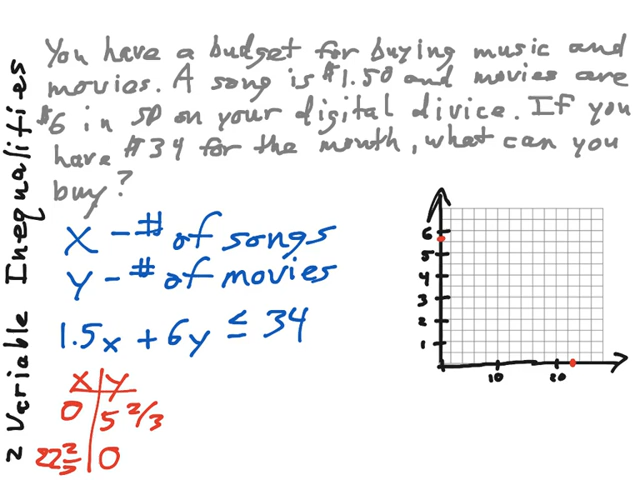 2 Variable Inequalities
You have a budget for buying music and
movies. A song is $1.50 and movies are
$6 in SD on your digital divice. If you
have $34 for the month, what can you
buy?
X - # of songs
Y - # of movies
1.5x + 6y ≤ 34
X Y
0 5 2/3
22 2/3 0
6
5
4
3
2
1
10 20